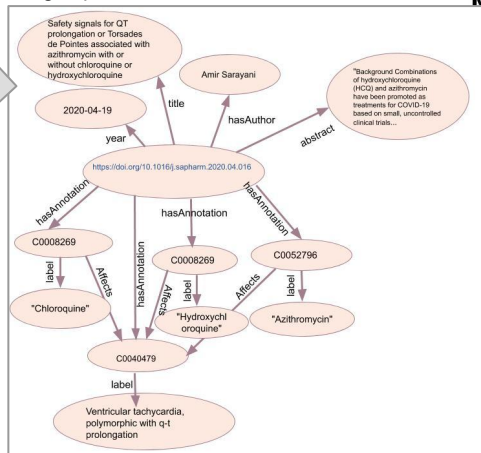 Safety signals for QT
prolongation or Torsades
de Pointes associated with
azithromycin with or
without chloroquine or
hydroxychloroquine
Amir Sarayani
"Background Combinations
of hydroxychloroquine
(HCQ) and azithromycin
have been promoted as
treatments for COVID-19
based on small, uncontrolled
clinical trials...
2020-04-19
title
hasAuthor
year
abstract
https://doi.org/10.1016/j.sapharm.2020.04.016
hasAnnotation
hasAnnotation
hasAnnotation
hasAnnotation
C0008269
C0008269
C0052796
label
Affects
Affects
label
Affects
label
"Chloroquine"
"Hydroxychl
oroquine"
"Azithromycin"
C0040479
label
Ventricular tachycardia,
polymorphic with q-t
prolongation